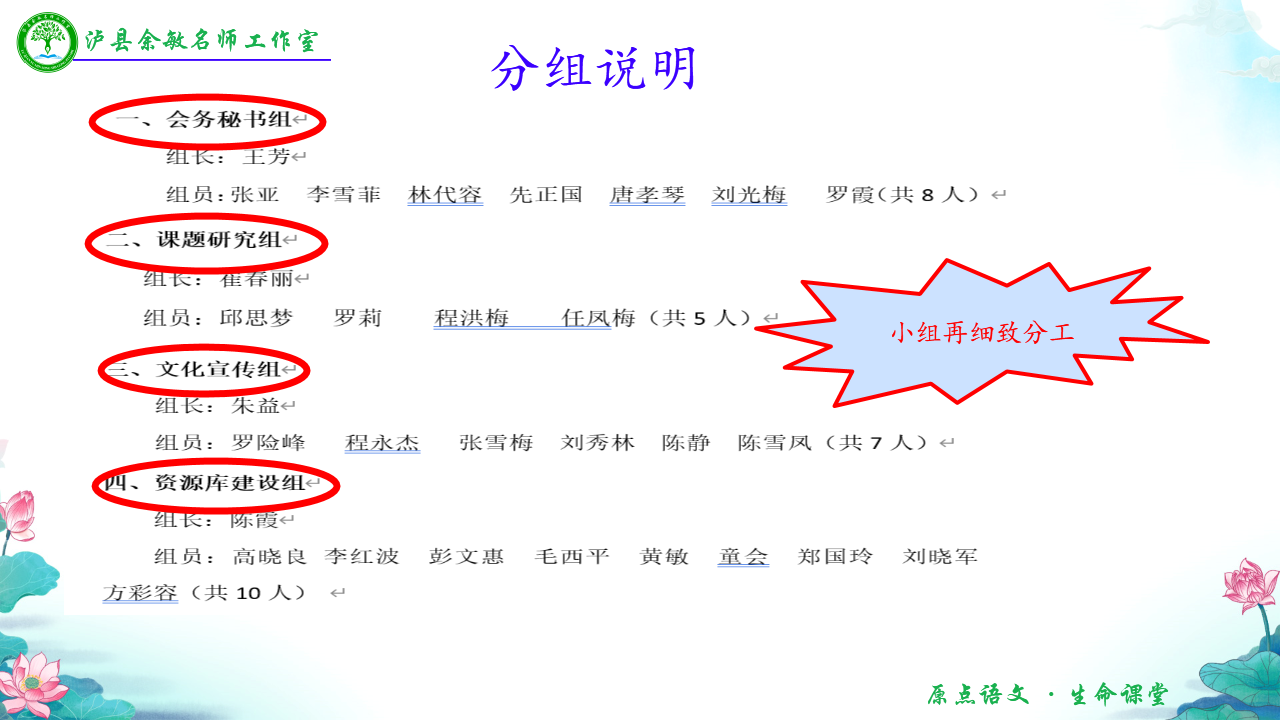 泸县余敏名师工作室
分组说明
一、会务秘书组
组长：王芳
组员：张亚 李雪菲 林代容 先正国 唐孝琴 刘光梅 罗霞（共 8 人）
二、课题研究组
组长：崔春丽
组员：邱思梦 罗莉 程洪梅 任凤梅（共 5 人）
小组再细致分工
三、文化宣传组
组长：朱益
组员：罗险峰 程永杰 张雪梅 刘秀林 陈静 陈雪凤（共 7 人）
四、资源库建设组
组长：陈霞
组员：高晓良 李红波 彭文惠 毛西平 黄敏 童会 郑国玲 刘晓军
方彩容（共 10 人）
原点语文 · 生命课堂